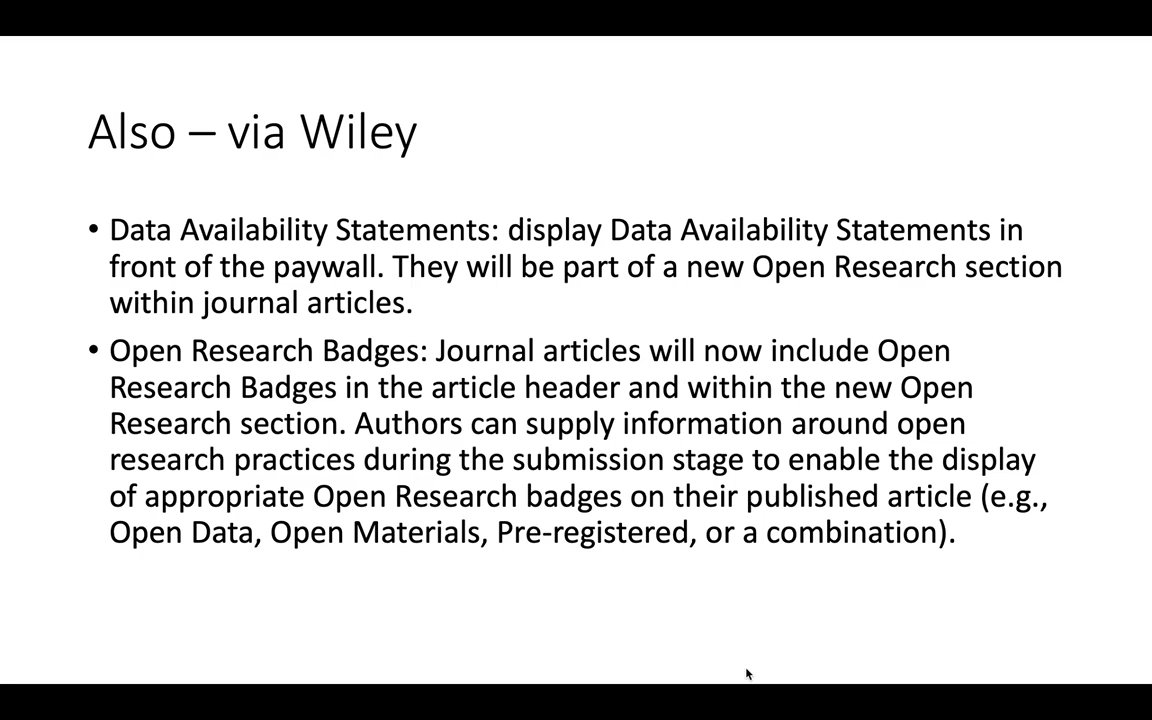 Also – via Wiley
• Data Availability Statements: display Data Availability Statements in
front of the paywall. They will be part of a new Open Research section
within journal articles.
• Open Research Badges: Journal articles will now include Open
Research Badges in the article header and within the new Open
Research section. Authors can supply information around open
research practices during the submission stage to enable the display
of appropriate Open Research badges on their published article (e.g.,
Open Data, Open Materials, Pre-registered, or a combination).